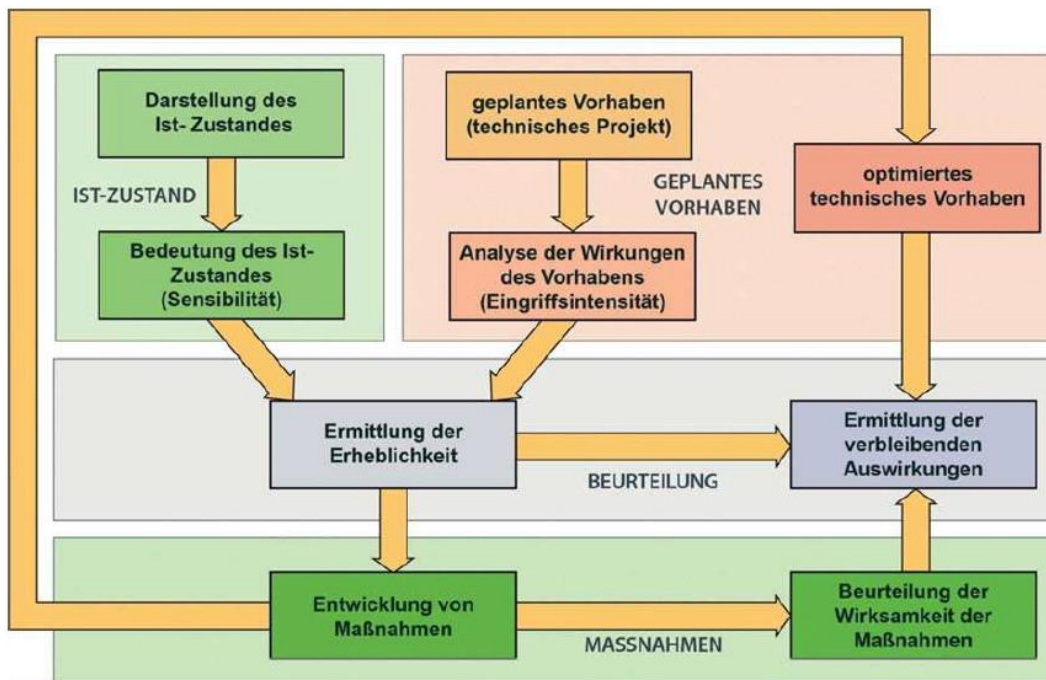 Darstellung des
Ist- Zustandes
geplantes Vorhaben
(technisches Projekt)
IST-ZUSTAND
GEPLANTES
VORHABEN
optimiertes
technisches Vorhaben
Bedeutung des Ist-
Zustandes
(Sensibilität)
Analyse der Wirkungen
des Vorhabens
(Eingriffsintensität)
Ermittlung der
Erheblichkeit
BEURTEILUNG
Ermittlung der
verbleibenden
Auswirkungen
Entwicklung von
Maßnahmen
MASSNAHMEN
Beurteilung der
Wirksamkeit der
Maßnahmen